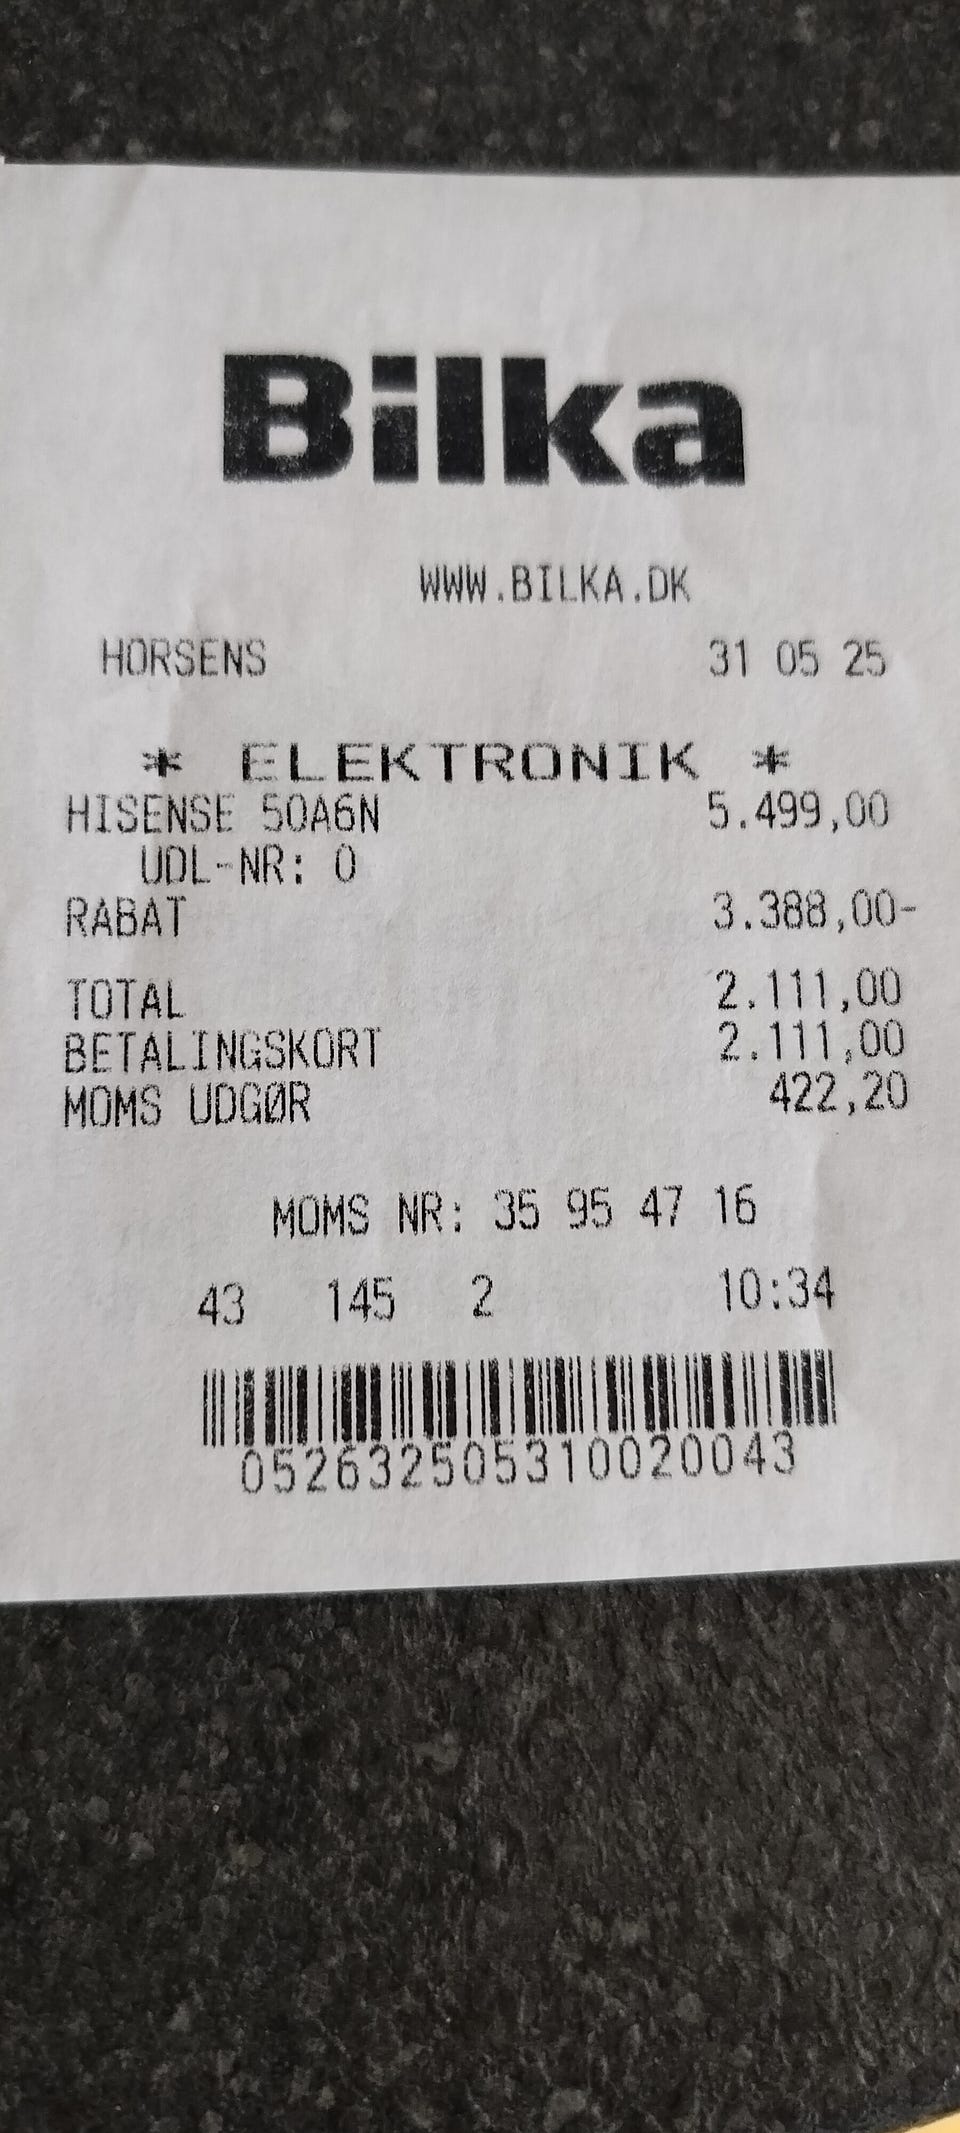 Bilka
WWW.BILKA.DK
HORSENS 31 05 25
* ELEKTRONIK *
HISENSE 50A6N 5.499,00
UDL-NR: 0
RABAT 3.388,00-
TOTAL 2.111,00
BETALINGSKORT 2.111,00
MOMS UDGØR 422,20
MOMS NR: 35 95 47 16
43 145 2 10:34
052632505310020043